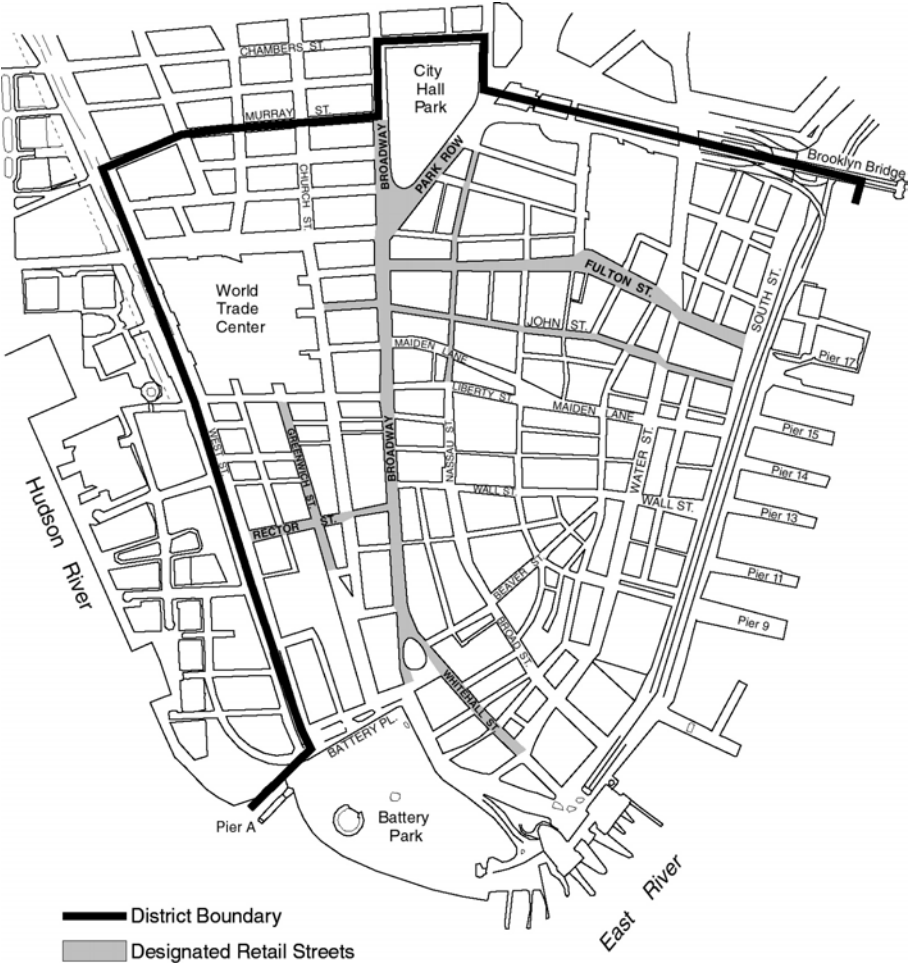 CHAMBERS ST.
City
Hall
Park
MURRAY ST.
BROADWAY
PARK ROW
Brooklyn Bridge
CHURCH ST.
World
Trade
Center
FULTON ST.
SOUTH ST.
JOHN ST.
MAIDEN LANE
Pier 17
LIBERTY ST.
MAIDEN LANE
WEST ST.
GREENWICH ST.
BROADWAY
NASSAU ST.
WATER ST.
Pier 15
Pier 14
WALL ST.
WALL ST.
Pier 13
RECTOR ST.
Hudson River
BEAVER ST.
Pier 11
BROAD ST.
Pier 9
WHITEHALL ST.
BATTERY PL.
Pier A
Battery
Park
East River
District Boundary
Designated Retail Streets